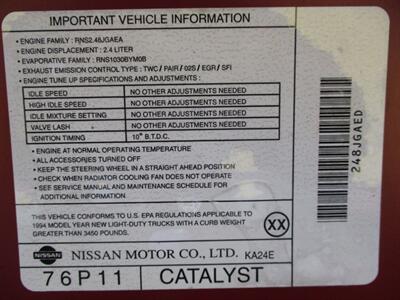 IMPORTANT VEHICLE INFORMATION
• ENGINE FAMILY : RNS2.46JGAEA
• ENGINE DISPLACEMENT : 2.4 LITER
• EVAPORATIVE FAMILY : RNS1030BYM0B
• EXHAUST EMISSION CONTROL TYPE : TWC / PAIR / O2S / EGR / SFI
• ENGINE TUNE UP SPECIFICATIONS AND ADJUSTMENTS :
IDLE SPEED NO OTHER ADJUSTMENTS NEEDED
HIGH IDLE SPEED NO OTHER ADJUSTMENTS NEEDED
IDLE MIXTURE SETTING NO OTHER ADJUSTMENTS NEEDED
VALVE LASH NO OTHER ADJUSTMENTS NEEDED
IGNITION TIMING 10° B.T.D.C.
• ENGINE AT NORMAL OPERATING TEMPERATURE
• ALL ACCESSORIES TURNED OFF
• KEEP THE STEERING WHEEL IN A STRAIGHT AHEAD POSITION
• CHECK WHEN RADIATOR COOLING FAN DOES NOT OPERATE
• SEE SERVICE MANUAL AND MAINTENANCE SCHEDULE FOR
ADDITIONAL INFORMATION
THIS VEHICLE CONFORMS TO U.S. EPA REGULATIONS APPLICABLE TO
1994 MODEL YEAR NEW LIGHT-DUTY TRUCKS WITH A CURB WEIGHT
GREATER THAN 3450 POUNDS.
XX
NISSAN
NISSAN MOTOR CO., LTD. KA24E
76P11 CATALYST
248JGAED